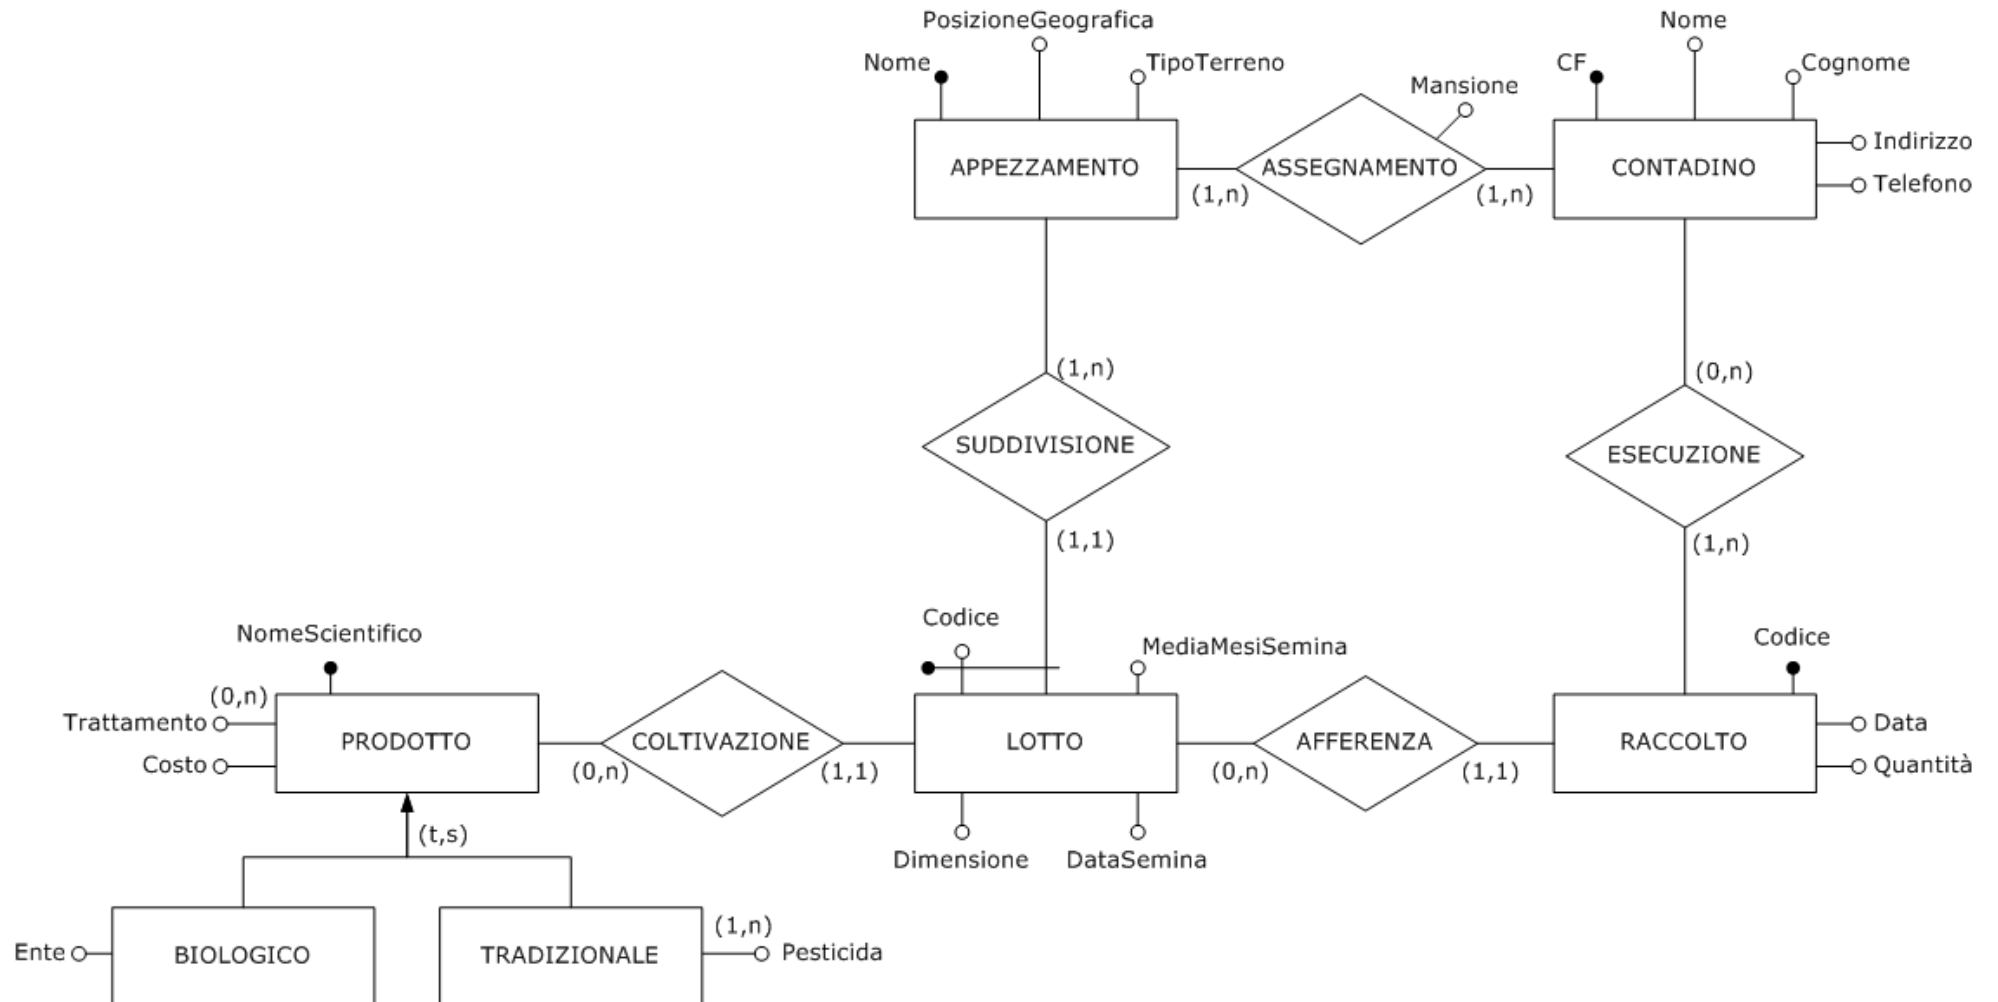 PosizioneGeografica
Nome
Nome
TipoTerreno
CF
Cognome
Mansione
Indirizzo
APPEZZAMENTO
ASSEGNAMENTO
CONTADINO
Telefono
(1,n)
(1,n)
(1,n)
(0,n)
SUDDIVISIONE
ESECUZIONE
(1,1)
(1,n)
Codice
NomeScientifico
MediaMesiSemina
Codice
(0,n)
Trattamento
PRODOTTO
COLTIVAZIONE
LOTTO
AFFERENZA
RACCOLTO
Data
Costo
(0,n)
(1,1)
(0,n)
(1,1)
Quantità
(t,s)
Dimensione
DataSemina
(1,n)
Ente
BIOLOGICO
TRADIZIONALE
Pesticida